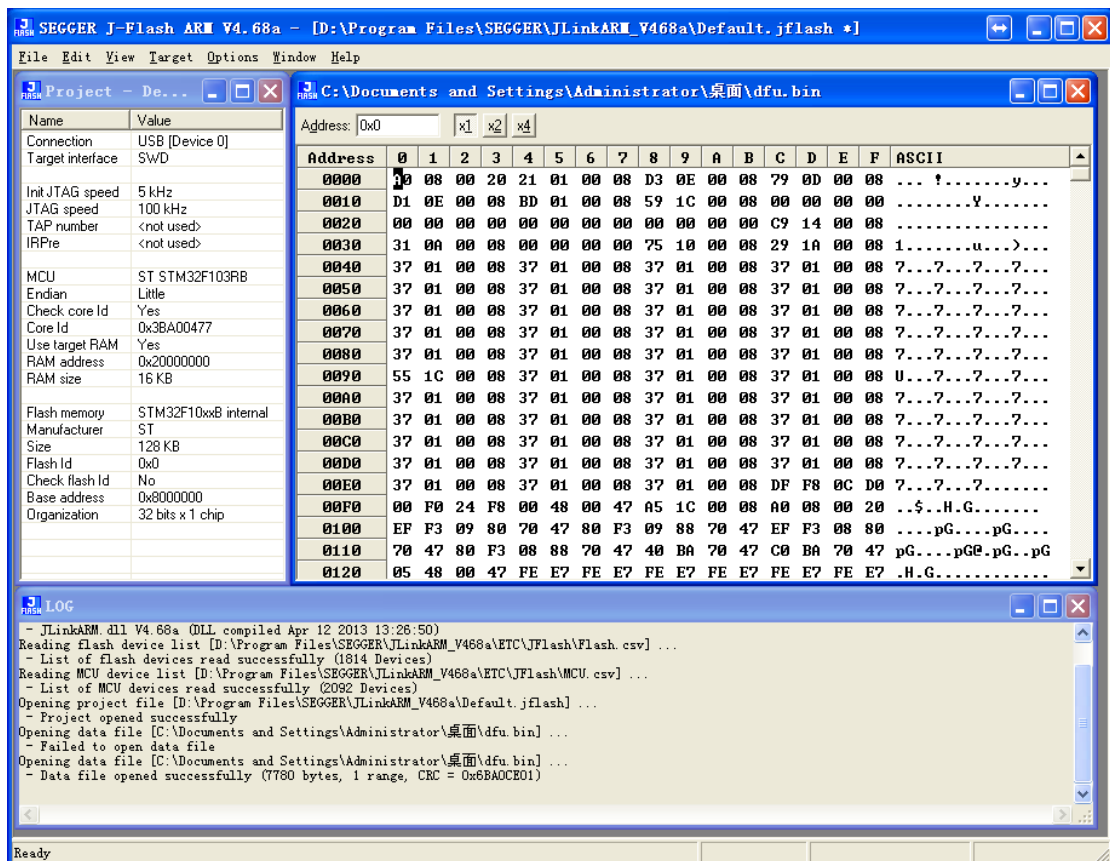 SEGGER J-Flash ARM V4.68a - [D:\Program Files\SEGGER\JLinkARM_V468a\Default.jflash *]
File Edit View Target Options Window Help
Project - De...
Name Value
Connection USB [Device 0]
Target interface SWD
Init JTAG speed 5 kHz
JTAG speed 100 kHz
TAP number <not used>
IRPre <not used>
MCU ST STM32F103RB
Endian Little
Check core Id Yes
Core Id 0x3BA00477
Use target RAM Yes
RAM address 0x20000000
RAM size 16 KB
Flash memory STM32F10xxB internal
Manufacturer ST
Size 128 KB
Flash Id 0x0
Check flash Id No
Base address 0x8000000
Organization 32 bits x 1 chip
C:\Documents and Settings\Administrator\桌面\dfu.bin
Address: 0x0 x1 x2 x4
Address 0 1 2 3 4 5 6 7 8 9 A B C D E F ASCII
0000 A0 08 00 20 21 01 00 08 D3 0E 00 08 79 0D 00 08 ... !.......y...
0010 D1 0E 00 08 BD 01 00 08 59 1C 00 08 00 00 00 00 ........Y.......
0020 00 00 00 00 00 00 00 00 00 00 00 00 C9 14 00 08 ................
0030 31 0A 00 08 00 00 00 00 75 10 00 08 29 1A 00 08 1.......u...)...
0040 37 01 00 08 37 01 00 08 37 01 00 08 37 01 00 08 7...7...7...7...
0050 37 01 00 08 37 01 00 08 37 01 00 08 37 01 00 08 7...7...7...7...
0060 37 01 00 08 37 01 00 08 37 01 00 08 37 01 00 08 7...7...7...7...
0070 37 01 00 08 37 01 00 08 37 01 00 08 37 01 00 08 7...7...7...7...
0080 37 01 00 08 37 01 00 08 37 01 00 08 37 01 00 08 7...7...7...7...
0090 55 1C 00 08 37 01 00 08 37 01 00 08 37 01 00 08 U...7...7...7...
00A0 37 01 00 08 37 01 00 08 37 01 00 08 37 01 00 08 7...7...7...7...
00B0 37 01 00 08 37 01 00 08 37 01 00 08 37 01 00 08 7...7...7...7...
00C0 37 01 00 08 37 01 00 08 37 01 00 08 37 01 00 08 7...7...7...7...
00D0 37 01 00 08 37 01 00 08 37 01 00 08 37 01 00 08 7...7...7...7...
00E0 37 01 00 08 37 01 00 08 37 01 00 08 DF F8 0C D0 7...7...7.......
00F0 00 F0 24 F8 00 48 00 47 A5 1C 00 08 A0 08 00 20 ..$..H.G.......
0100 EF F3 09 80 70 47 80 F3 09 88 70 47 EF F3 08 80 ....pG....pG....
0110 70 47 80 F3 08 88 70 47 40 BA 70 47 C0 BA 70 47 pG....pG@.pG..pG
0120 05 48 00 47 FE E7 FE E7 FE E7 FE E7 FE E7 FE E7 .H.G............
LOG
- JLinkARM.dll V4.68a (DLL compiled Apr 12 2013 13:26:50)
Reading flash device list [D:\Program Files\SEGGER\JLinkARM_V468a\ETC\JFlash\Flash.csv] ...
- List of flash devices read successfully (1814 Devices)
Reading MCU device list [D:\Program Files\SEGGER\JLinkARM_V468a\ETC\JFlash\MCU.csv] ...
- List of MCU devices read successfully (2092 Devices)
Opening project file [D:\Program Files\SEGGER\JLinkARM_V468a\Default.jflash] ...
- Project opened successfully
Opening data file [C:\Documents and Settings\Administrator\桌面\dfu.bin] ...
- Failed to open data file
Opening data file [C:\Documents and Settings\Administrator\桌面\dfu.bin] ...
- Data file opened successfully (7780 bytes, 1 range, CRC = 0x6BA0CE01)
Ready